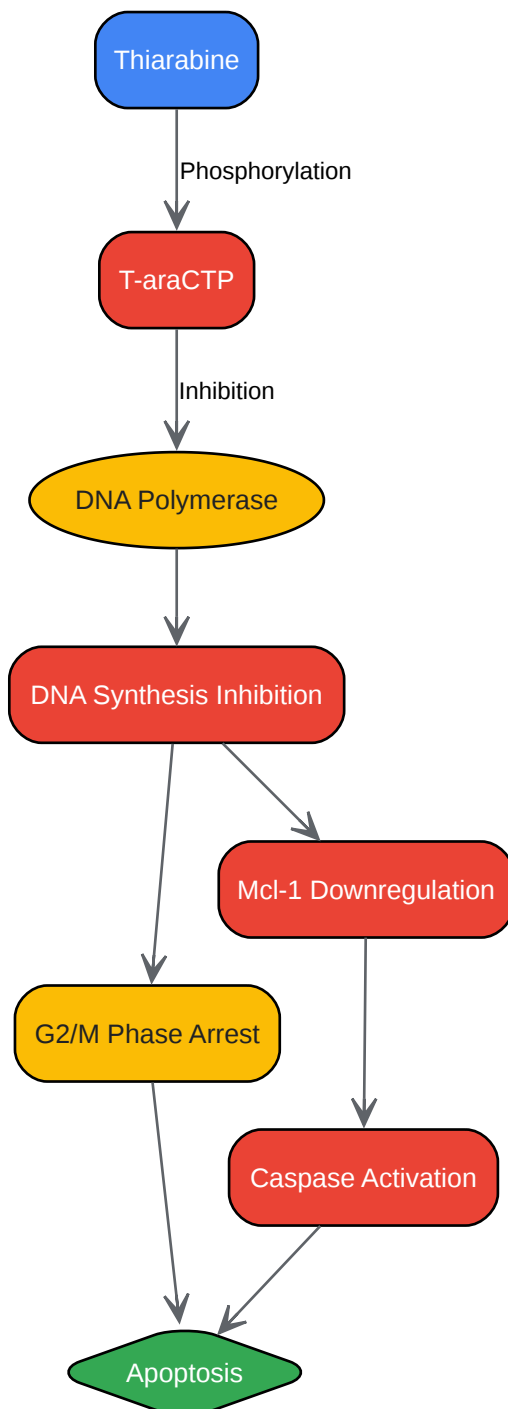 Thiarabine
Phosphorylation
T-araCTP
Inhibition
DNA Polymerase
DNA Synthesis Inhibition
Mcl-1 Downregulation
G2/M Phase Arrest
Caspase Activation
Apoptosis